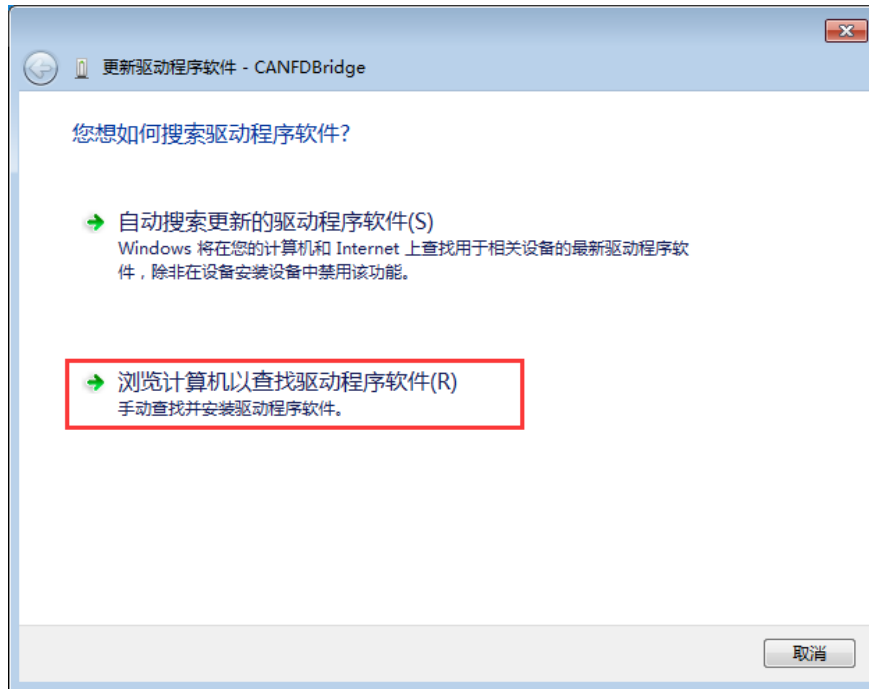 更新驱动程序软件 - CANFDBridge
您想如何搜索驱动程序软件?
自动搜索更新的驱动程序软件(S)
Windows 将在您的计算机和 Internet 上查找用于相关设备的最新驱动程序软
件，除非在设备安装设备中禁用该功能。
浏览计算机以查找驱动程序软件(R)
手动查找并安装驱动程序软件。
取消